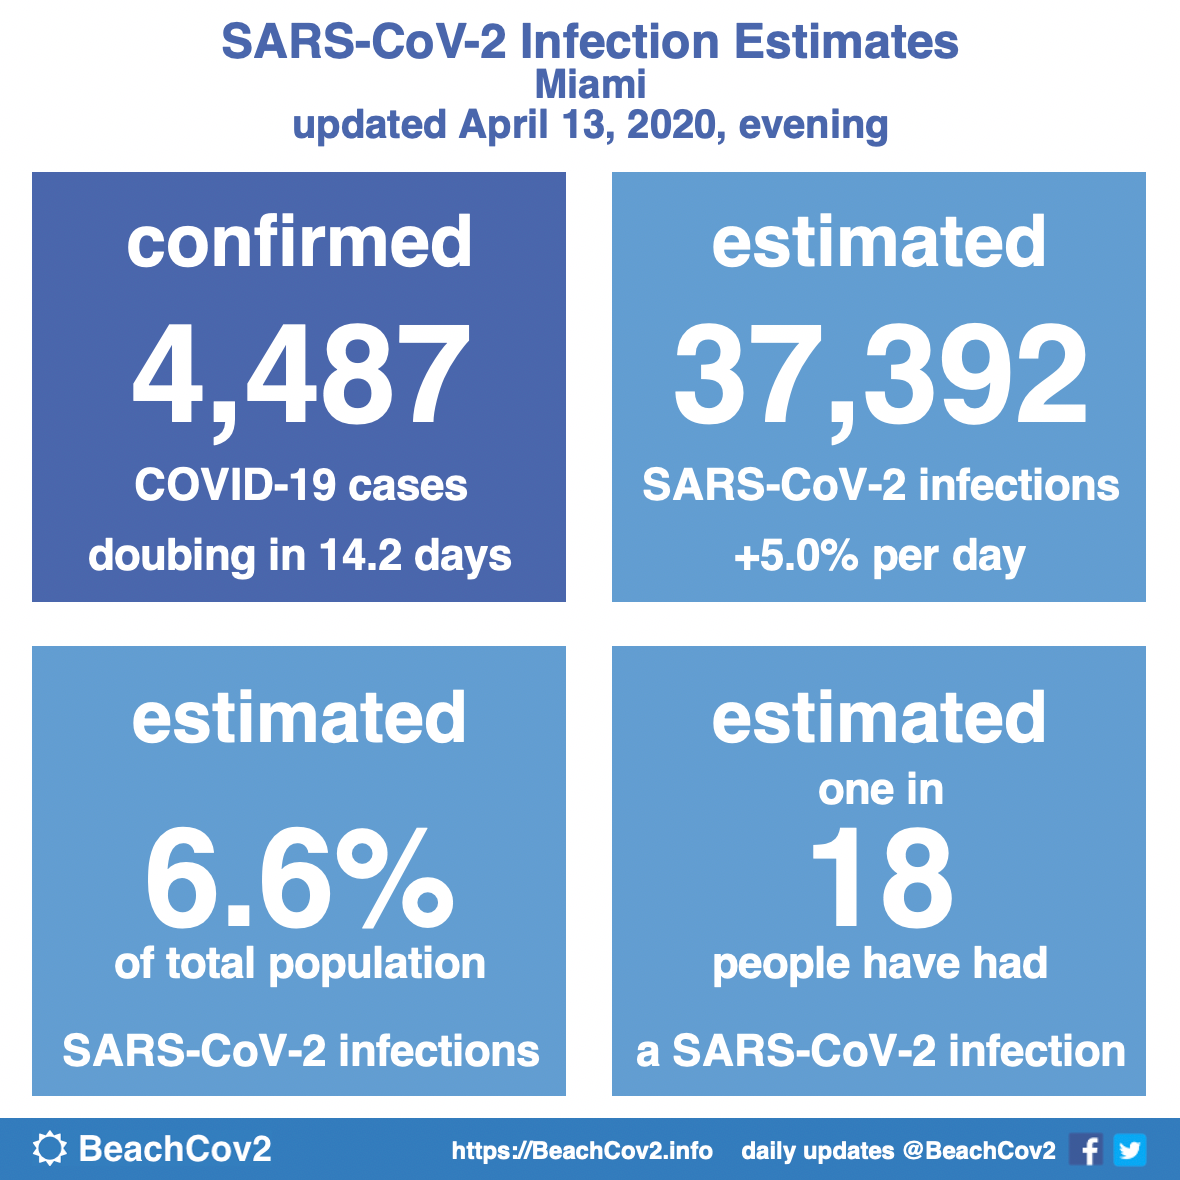 SARS-CoV-2 Infection Estimates
Miami
updated April 13, 2020, evening
confirmed
4,487
COVID-19 cases
doubing in 14.2 days
estimated
37,392
SARS-CoV-2 infections
+5.0% per day
estimated
6.6%
of total population
SARS-CoV-2 infections
estimated
one in
18
people have had
a SARS-CoV-2 infection
BeachCov2
https://BeachCov2.info daily updates @BeachCov2